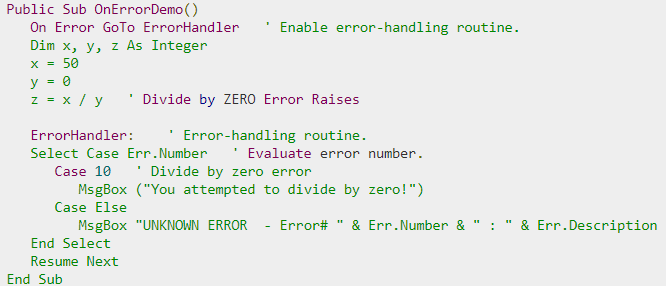 Public Sub OnErrorDemo()
On Error GoTo ErrorHandler   ' Enable error-handling routine.
Dim x, y, z As Integer
x = 50
y = 0
z = x / y   ' Divide by ZERO Error Raises
ErrorHandler:    ' Error-handling routine.
Select Case Err.Number   ' Evaluate error number.
Case 10   ' Divide by zero error
MsgBox ("You attempted to divide by zero!")
Case Else
MsgBox "UNKNOWN ERROR  - Error# " & Err.Number & " : " & Err.Description
End Select
Resume Next
End Sub